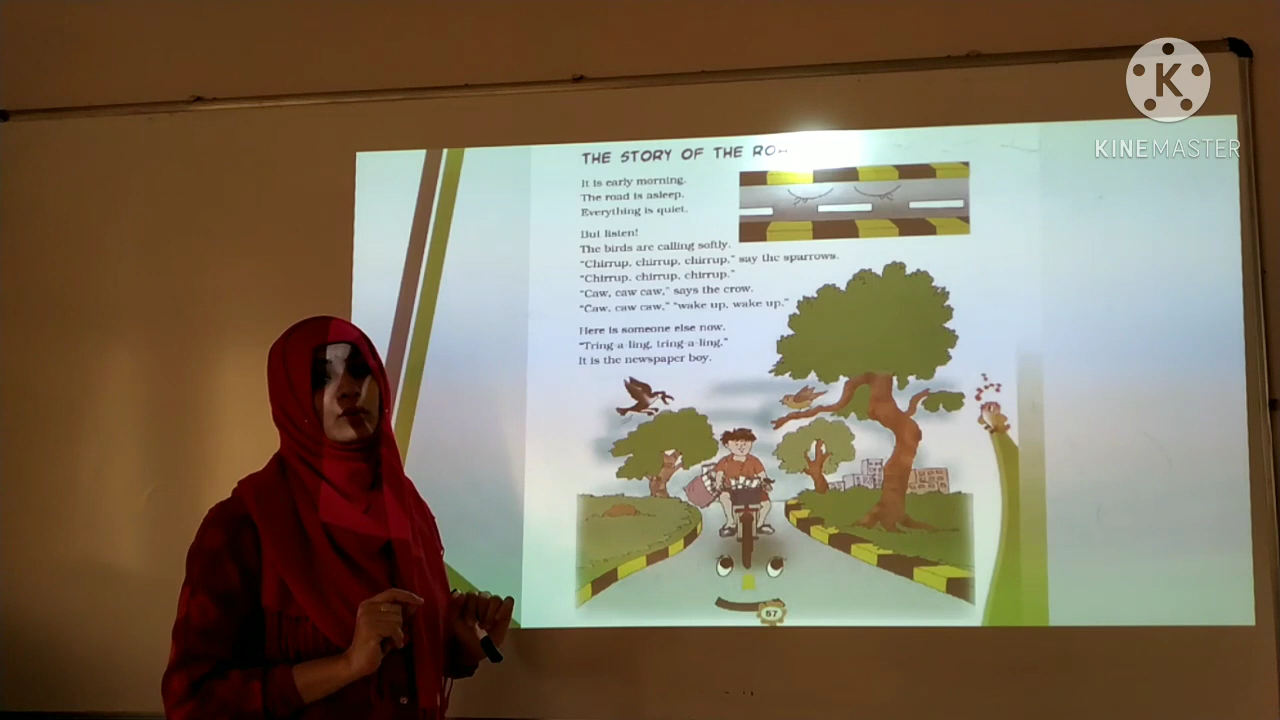 THE STORY OF THE
It is early morning.
The road is asleep.
Everything is quiet.
But listen!
The birds are calling softly.
"Chirrup, chirrup, chirrup," say the sparrows.
"Chirrup, chirrup, chirrup."
"Caw, caw caw," says the crow.
"Caw, caw caw," "wake up, wake up."
Here is someone else now.
"Tring-a-ling, tring-a-ling."
It is the newspaper boy.
57
K
KINEMASTER